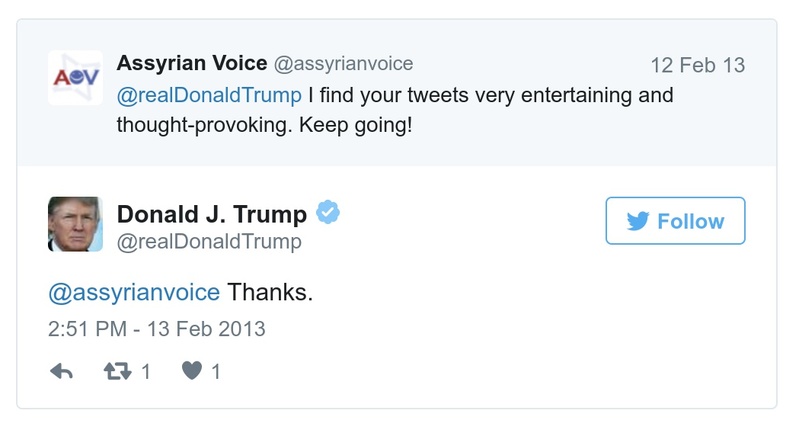 Assyrian Voice @assyrianvoice 12 Feb 13
AOV
@realDonaldTrump I find your tweets very entertaining and
thought-provoking. Keep going!
Donald J. Trump
Follow
@realDonaldTrump
@assyrianvoice Thanks.
2:51 PM - 13 Feb 2013
1 1